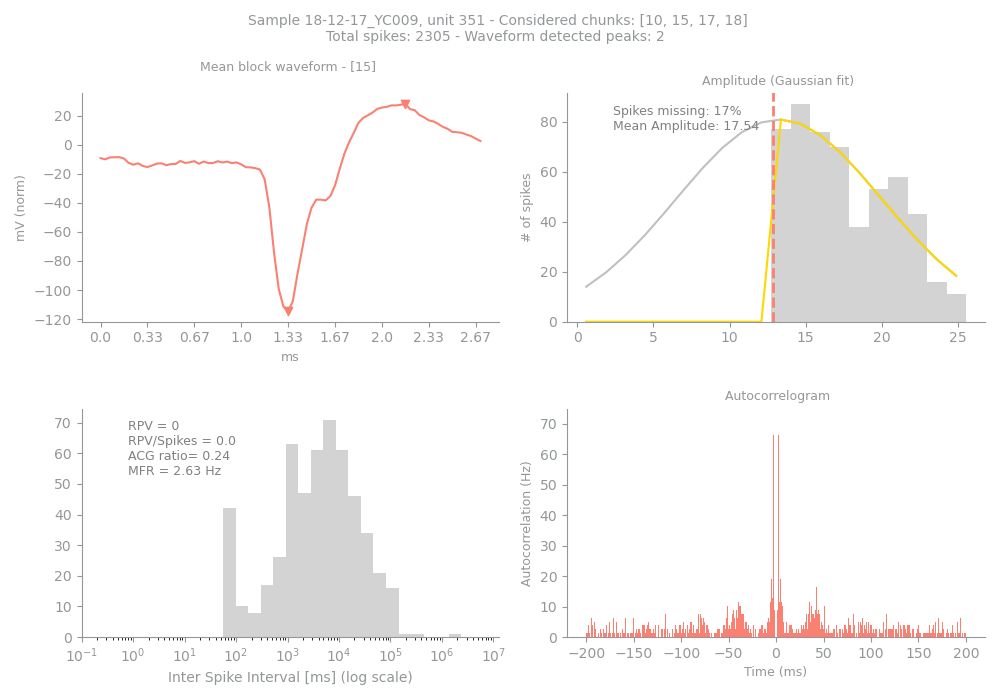 Sample 18-12-17_YC009, unit 351 - Considered chunks: [10, 15, 17, 18]
Total spikes: 2305 - Waveform detected peaks: 2
Mean block waveform - [15]
20
0
−20
−40
−60
−80
−100
−120
mV (norm)
0.0 0.33 0.67 1.0 1.33 1.67 2.0 2.33 2.67
ms
Amplitude (Gaussian fit)
Spikes missing: 17%
Mean Amplitude: 17.54
80
60
40
20
0
# of spikes
0 5 10 15 20 25
RPV = 0
RPV/Spikes = 0.0
ACG ratio= 0.24
MFR = 2.63 Hz
70
60
50
40
30
20
10
0
10⁻¹ 10⁰ 10¹ 10² 10³ 10⁴ 10⁵ 10⁶ 10⁷
Inter Spike Interval [ms] (log scale)
Autocorrelogram
70
60
50
40
30
20
10
0
Autocorrelation (Hz)
−200 −150 −100 −50 0 50 100 150 200
Time (ms)